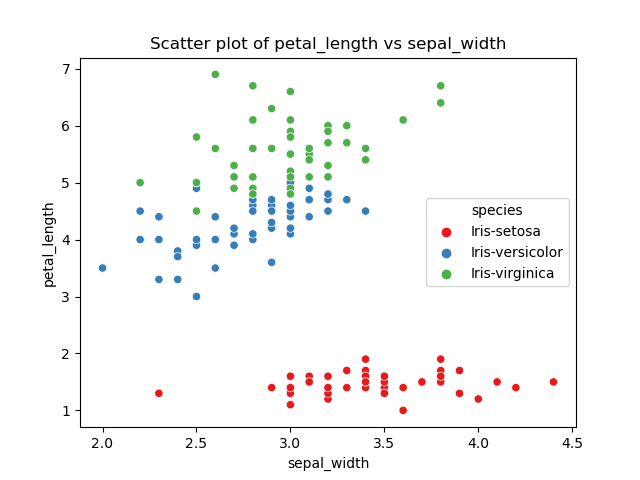 Scatter plot of petal_length vs sepal_width
7
6
5
4
3
2
1
petal_length
species
Iris-setosa
Iris-versicolor
Iris-virginica
2.0 2.5 3.0 3.5 4.0 4.5
sepal_width